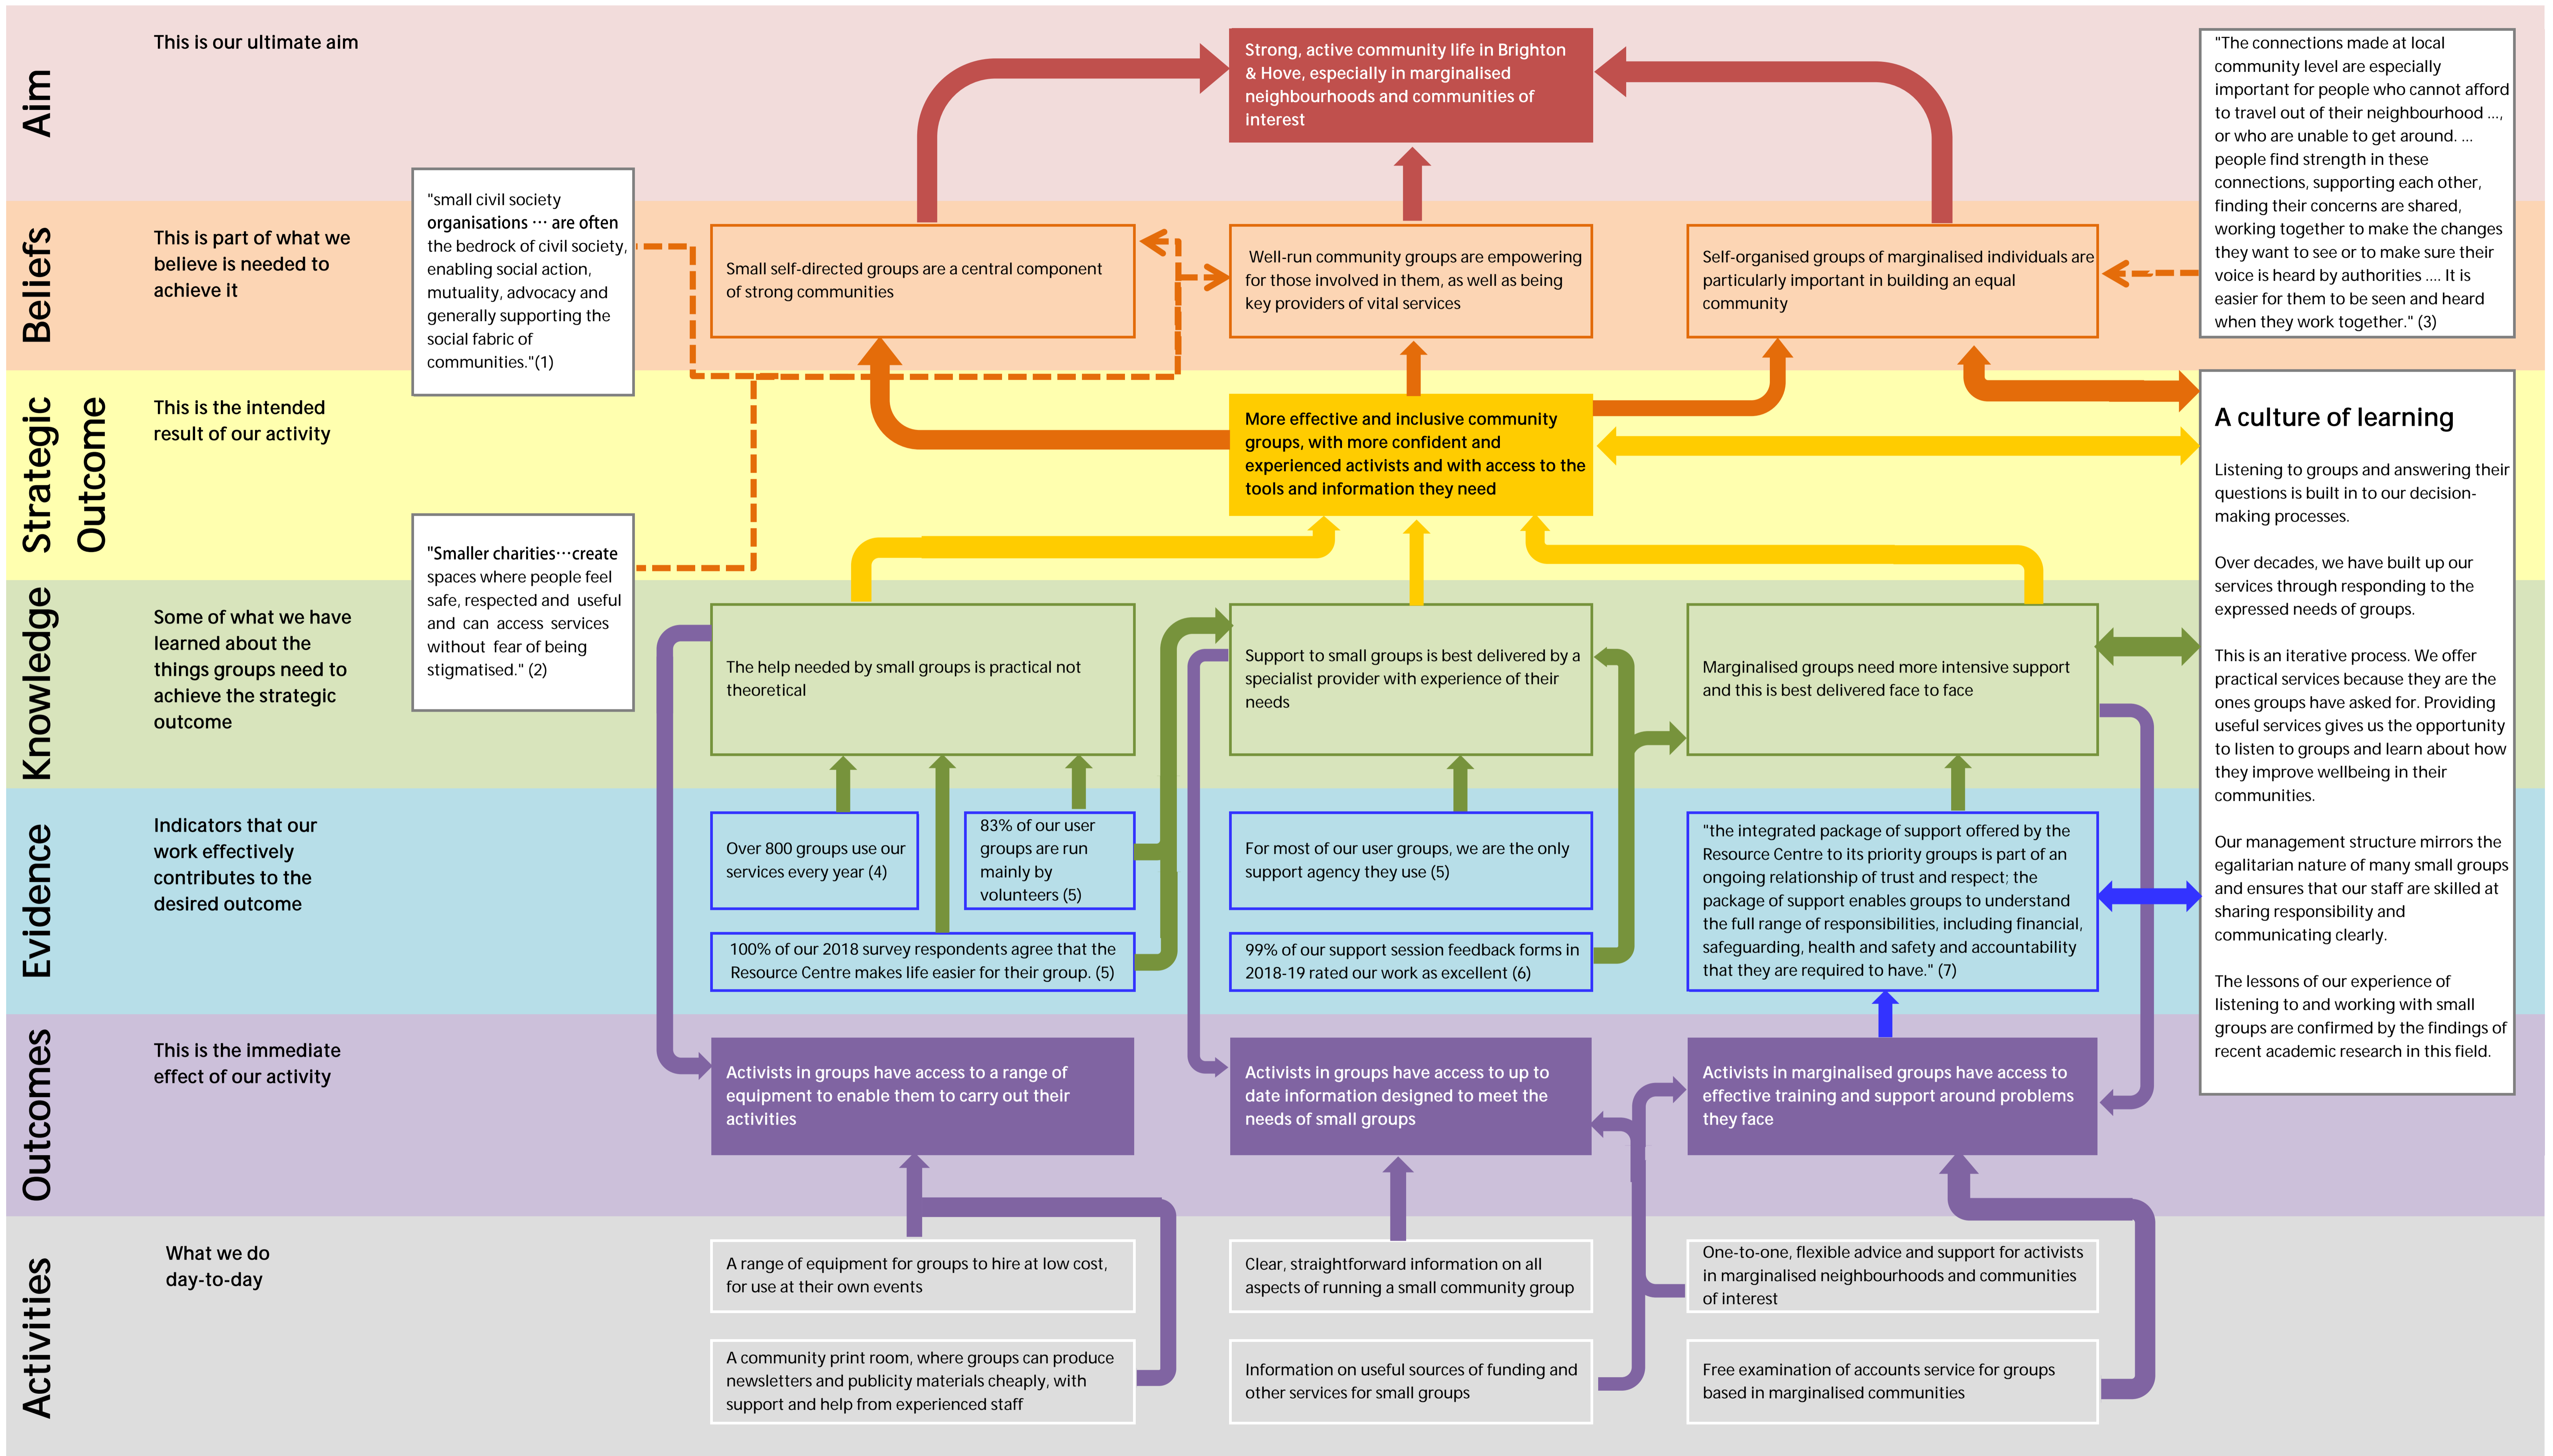 Aim
This is our ultimate aim
Strong, active community life in Brighton
& Hove, especially in marginalised
neighbourhoods and communities of
interest
"The connections made at local
community level are especially
important for people who cannot afford
to travel out of their neighbourhood ...,
or who are unable to get around. ...
people find strength in these
connections, supporting each other,
finding their concerns are shared,
working together to make the changes
they want to see or to make sure their
voice is heard by authorities .... It is
easier for them to be seen and heard
when they work together." (3)
"small civil society
organisations ··· are often
the bedrock of civil society,
enabling social action,
mutuality, advocacy and
generally supporting the
social fabric of
communities."(1)
Beliefs
This is part of what we
believe is needed to
achieve it
Small self-directed groups are a central component
of strong communities
Well-run community groups are empowering
for those involved in them, as well as being
key providers of vital services
Self-organised groups of marginalised individuals are
particularly important in building an equal
community
Strategic
Outcome
This is the intended
result of our activity
More effective and inclusive community
groups, with more confident and
experienced activists and with access to the
tools and information they need
A culture of learning
Listening to groups and answering their
questions is built in to our decision-
making processes.
Over decades, we have built up our
services through responding to the
expressed needs of groups.
This is an iterative process. We offer
practical services because they are the
ones groups have asked for. Providing
useful services gives us the opportunity
to listen to groups and learn about how
they improve wellbeing in their
communities.
Our management structure mirrors the
egalitarian nature of many small groups
and ensures that our staff are skilled at
sharing responsibility and
communicating clearly.
The lessons of our experience of
listening to and working with small
groups are confirmed by the findings of
recent academic research in this field.
"Smaller charities···create
spaces where people feel
safe, respected and useful
and can access services
without fear of being
stigmatised." (2)
Knowledge
Some of what we have
learned about the
things groups need to
achieve the strategic
outcome
The help needed by small groups is practical not
theoretical
Support to small groups is best delivered by a
specialist provider with experience of their
needs
Marginalised groups need more intensive support
and this is best delivered face to face
Evidence
Indicators that our
work effectively
contributes to the
desired outcome
Over 800 groups use our
services every year (4)
83% of our user
groups are run
mainly by
volunteers (5)
100% of our 2018 survey respondents agree that the
Resource Centre makes life easier for their group. (5)
For most of our user groups, we are the only
support agency they use (5)
99% of our support session feedback forms in
2018-19 rated our work as excellent (6)
"the integrated package of support offered by the
Resource Centre to its priority groups is part of an
ongoing relationship of trust and respect; the
package of support enables groups to understand
the full range of responsibilities, including financial,
safeguarding, health and safety and accountability
that they are required to have." (7)
Outcomes
This is the immediate
effect of our activity
Activists in groups have access to a range of
equipment to enable them to carry out their
activities
Activists in groups have access to up to
date information designed to meet the
needs of small groups
Activists in marginalised groups have access to
effective training and support around problems
they face
Activities
What we do
day-to-day
A range of equipment for groups to hire at low cost,
for use at their own events
Clear, straightforward information on all
aspects of running a small community group
One-to-one, flexible advice and support for activists
in marginalised neighbourhoods and communities
of interest
A community print room, where groups can produce
newsletters and publicity materials cheaply, with
support and help from experienced staff
Information on useful sources of funding and
other services for small groups
Free examination of accounts service for groups
based in marginalised communities